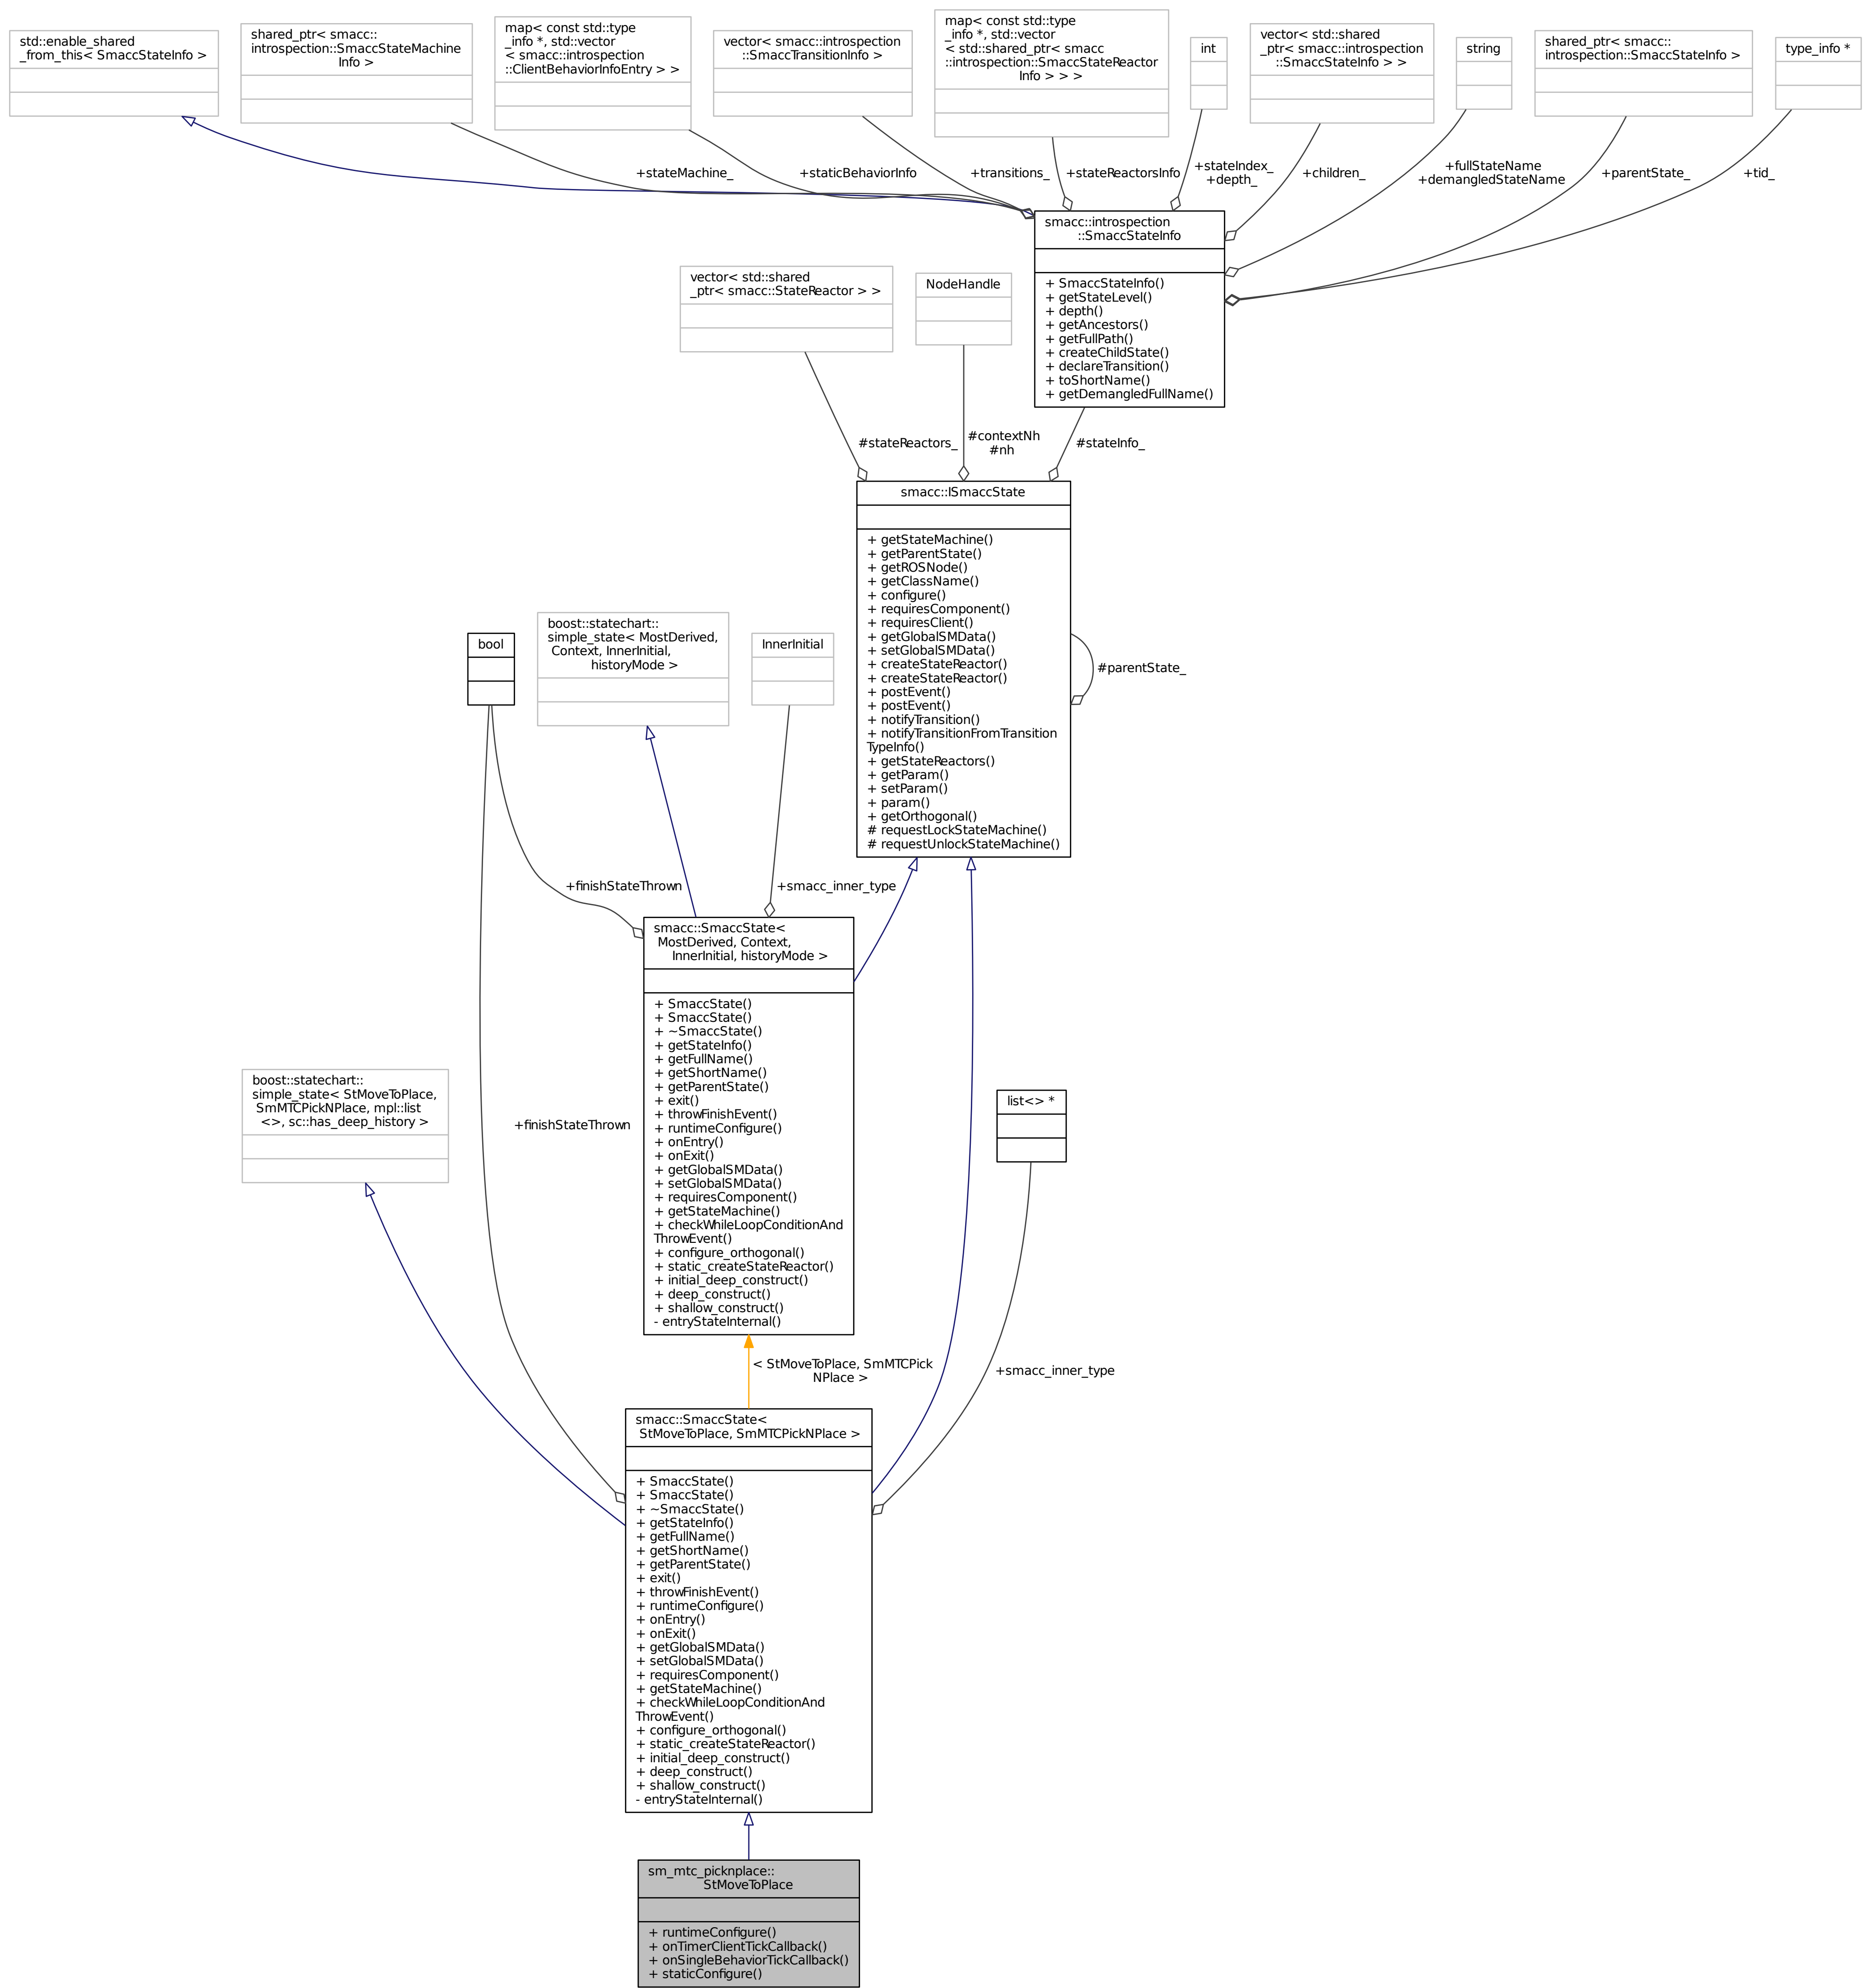 std::enable_shared
_from_this< SmaccStateInfo >
shared_ptr< smacc::
introspection::SmaccStateMachine
Info >
map< const std::type
_info *, std::vector
< smacc::introspection
::ClientBehaviorInfoEntry > >
vector< smacc::introspection
::SmaccTransitionInfo >
map< const std::type
_info *, std::vector
< std::shared_ptr< smacc
::introspection::SmaccStateReactor
Info > > >
int
vector< std::shared
_ptr< smacc::introspection
::SmaccStateInfo > >
string
shared_ptr< smacc::
introspection::SmaccStateInfo >
type_info *
+stateMachine_
+staticBehaviorInfo
+transitions_
+stateReactorsInfo
+stateIndex_
+depth_
+children_
+fullStateName
+demangledStateName
+parentState_
+tid_
smacc::introspection
::SmaccStateInfo
+ SmaccStateInfo()
+ getStateLevel()
+ depth()
+ getAncestors()
+ getFullPath()
+ createChildState()
+ declareTransition()
+ toShortName()
+ getDemangledFullName()
vector< std::shared
_ptr< smacc::StateReactor > >
NodeHandle
#stateReactors_
#contextNh
#nh
#stateInfo_
smacc::ISmaccState
+ getStateMachine()
+ getParentState()
+ getROSNode()
+ getClassName()
+ configure()
+ requiresComponent()
+ requiresClient()
+ getGlobalSMData()
+ setGlobalSMData()
+ createStateReactor()
+ createStateReactor()
+ postEvent()
+ postEvent()
+ notifyTransition()
+ notifyTransitionFromTransition
TypeInfo()
+ getStateReactors()
+ getParam()
+ setParam()
+ param()
+ getOrthogonal()
# requestLockStateMachine()
# requestUnlockStateMachine()
#parentState_
bool
boost::statechart::
simple_state< MostDerived,
Context, InnerInitial,
historyMode >
InnerInitial
+finishStateThrown
+smacc_inner_type
smacc::SmaccState<
MostDerived, Context,
InnerInitial, historyMode >
+ SmaccState()
+ SmaccState()
+ ~SmaccState()
+ getStateInfo()
+ getFullName()
+ getShortName()
+ getParentState()
+ exit()
+ throwFinishEvent()
+ runtimeConfigure()
+ onEntry()
+ onExit()
+ getGlobalSMData()
+ setGlobalSMData()
+ requiresComponent()
+ getStateMachine()
+ checkWhileLoopConditionAnd
ThrowEvent()
+ configure_orthogonal()
+ static_createStateReactor()
+ initial_deep_construct()
+ deep_construct()
+ shallow_construct()
- entryStateInternal()
boost::statechart::
simple_state< StMoveToPlace,
SmMTCPickNPlace, mpl::list
<>, sc::has_deep_history >
+finishStateThrown
list<> *
< StMoveToPlace, SmMTCPick
NPlace >
+smacc_inner_type
smacc::SmaccState<
StMoveToPlace, SmMTCPickNPlace >
+ SmaccState()
+ SmaccState()
+ ~SmaccState()
+ getStateInfo()
+ getFullName()
+ getShortName()
+ getParentState()
+ exit()
+ throwFinishEvent()
+ runtimeConfigure()
+ onEntry()
+ onExit()
+ getGlobalSMData()
+ setGlobalSMData()
+ requiresComponent()
+ getStateMachine()
+ checkWhileLoopConditionAnd
ThrowEvent()
+ configure_orthogonal()
+ static_createStateReactor()
+ initial_deep_construct()
+ deep_construct()
+ shallow_construct()
- entryStateInternal()
sm_mtc_picknplace::
StMoveToPlace
+ runtimeConfigure()
+ onTimerClientTickCallback()
+ onSingleBehaviorTickCallback()
+ staticConfigure()